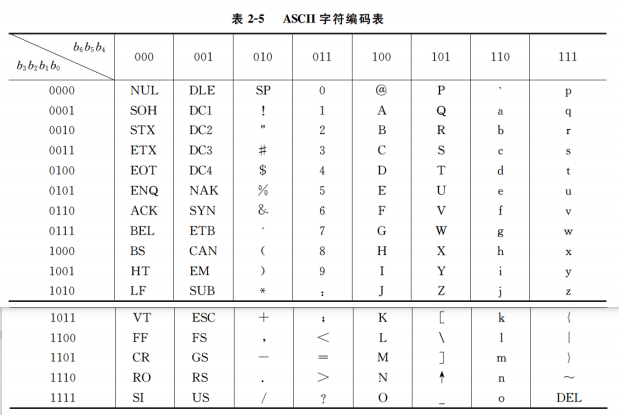 表 2-5 ASCII 字符编码表
b₆b₅b₄
b₃b₂b₁b₀ 000 001 010 011 100 101 110 111
0000 NUL DLE SP 0 @ P ` p
0001 SOH DC1 ! 1 A Q a q
0010 STX DC2 " 2 B R b r
0011 ETX DC3 # 3 C S c s
0100 EOT DC4 $ 4 D T d t
0101 ENQ NAK % 5 E U e u
0110 ACK SYN & 6 F V f v
0111 BEL ETB ′ 7 G W g w
1000 BS CAN ( 8 H X h x
1001 HT EM ) 9 I Y i y
1010 LF SUB * : J Z j z
1011 VT ESC + ; K [ k {
1100 FF FS , < L \ l |
1101 CR GS − = M ] m }
1110 RO RS . > N ↑ n ~
1111 SI US / ? O _ o DEL